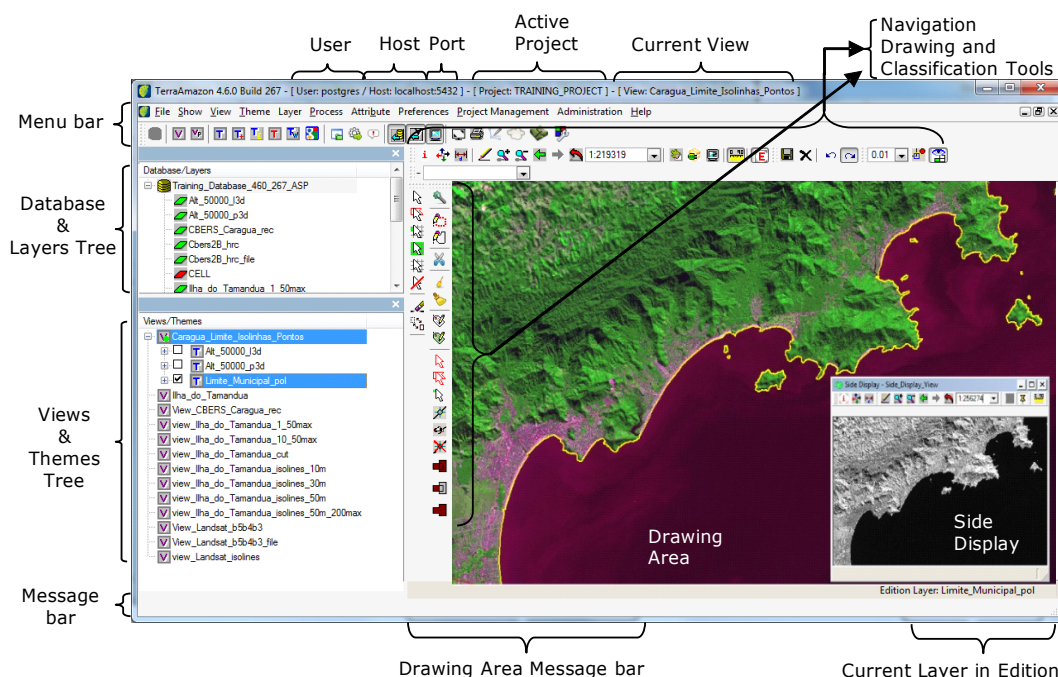 User
Host
Port
Active
Project
Current View
Navigation
Drawing and
Classification Tools
TerraAmazon 4.6.0 Build 267 - [ User: postgres / Host: localhost:5432 ] - [ Project: TRAINING_PROJECT ] - [ View: Caragua_Limite_Isolinhas_Pontos ]
Menu bar
File Show View Theme Layer Process Attribute Preferences Project Management Administration Help
1:219319
0.01
Database
&
Layers Tree
Database/Layers
Training_Database_460_267_ASP
Alt_50000_l3d
Alt_50000_p3d
CBERS_Caragua_rec
Cbers2B_hrc
Cbers2B_hrc_file
CELL
Ilha_do_Tamandua_1_50max
Views
&
Themes
Tree
Views/Themes
Caragua_Limite_Isolinhas_Pontos
Alt_50000_l3d
Alt_50000_p3d
Limite_Municipal_pol
Ilha_do_Tamandua
View_CBERS_Caragua_rec
view_Ilha_do_Tamandua_1_50max
view_Ilha_do_Tamandua_10_50max
view_Ilha_do_Tamandua_cut
view_Ilha_do_Tamandua_isolines_10m
view_Ilha_do_Tamandua_isolines_30m
view_Ilha_do_Tamandua_isolines_50m
view_Ilha_do_Tamandua_isolines_50m_200max
View_Landsat_b5b4b3
View_Landsat_b5b4b3_file
view_Landsat_isolines
Side Display - Side_Display_View
1:256274
Drawing
Area
Side
Display
Edition Layer: Limite_Municipal_pol
Message
bar
Drawing Area Message bar
Current Layer in Edition